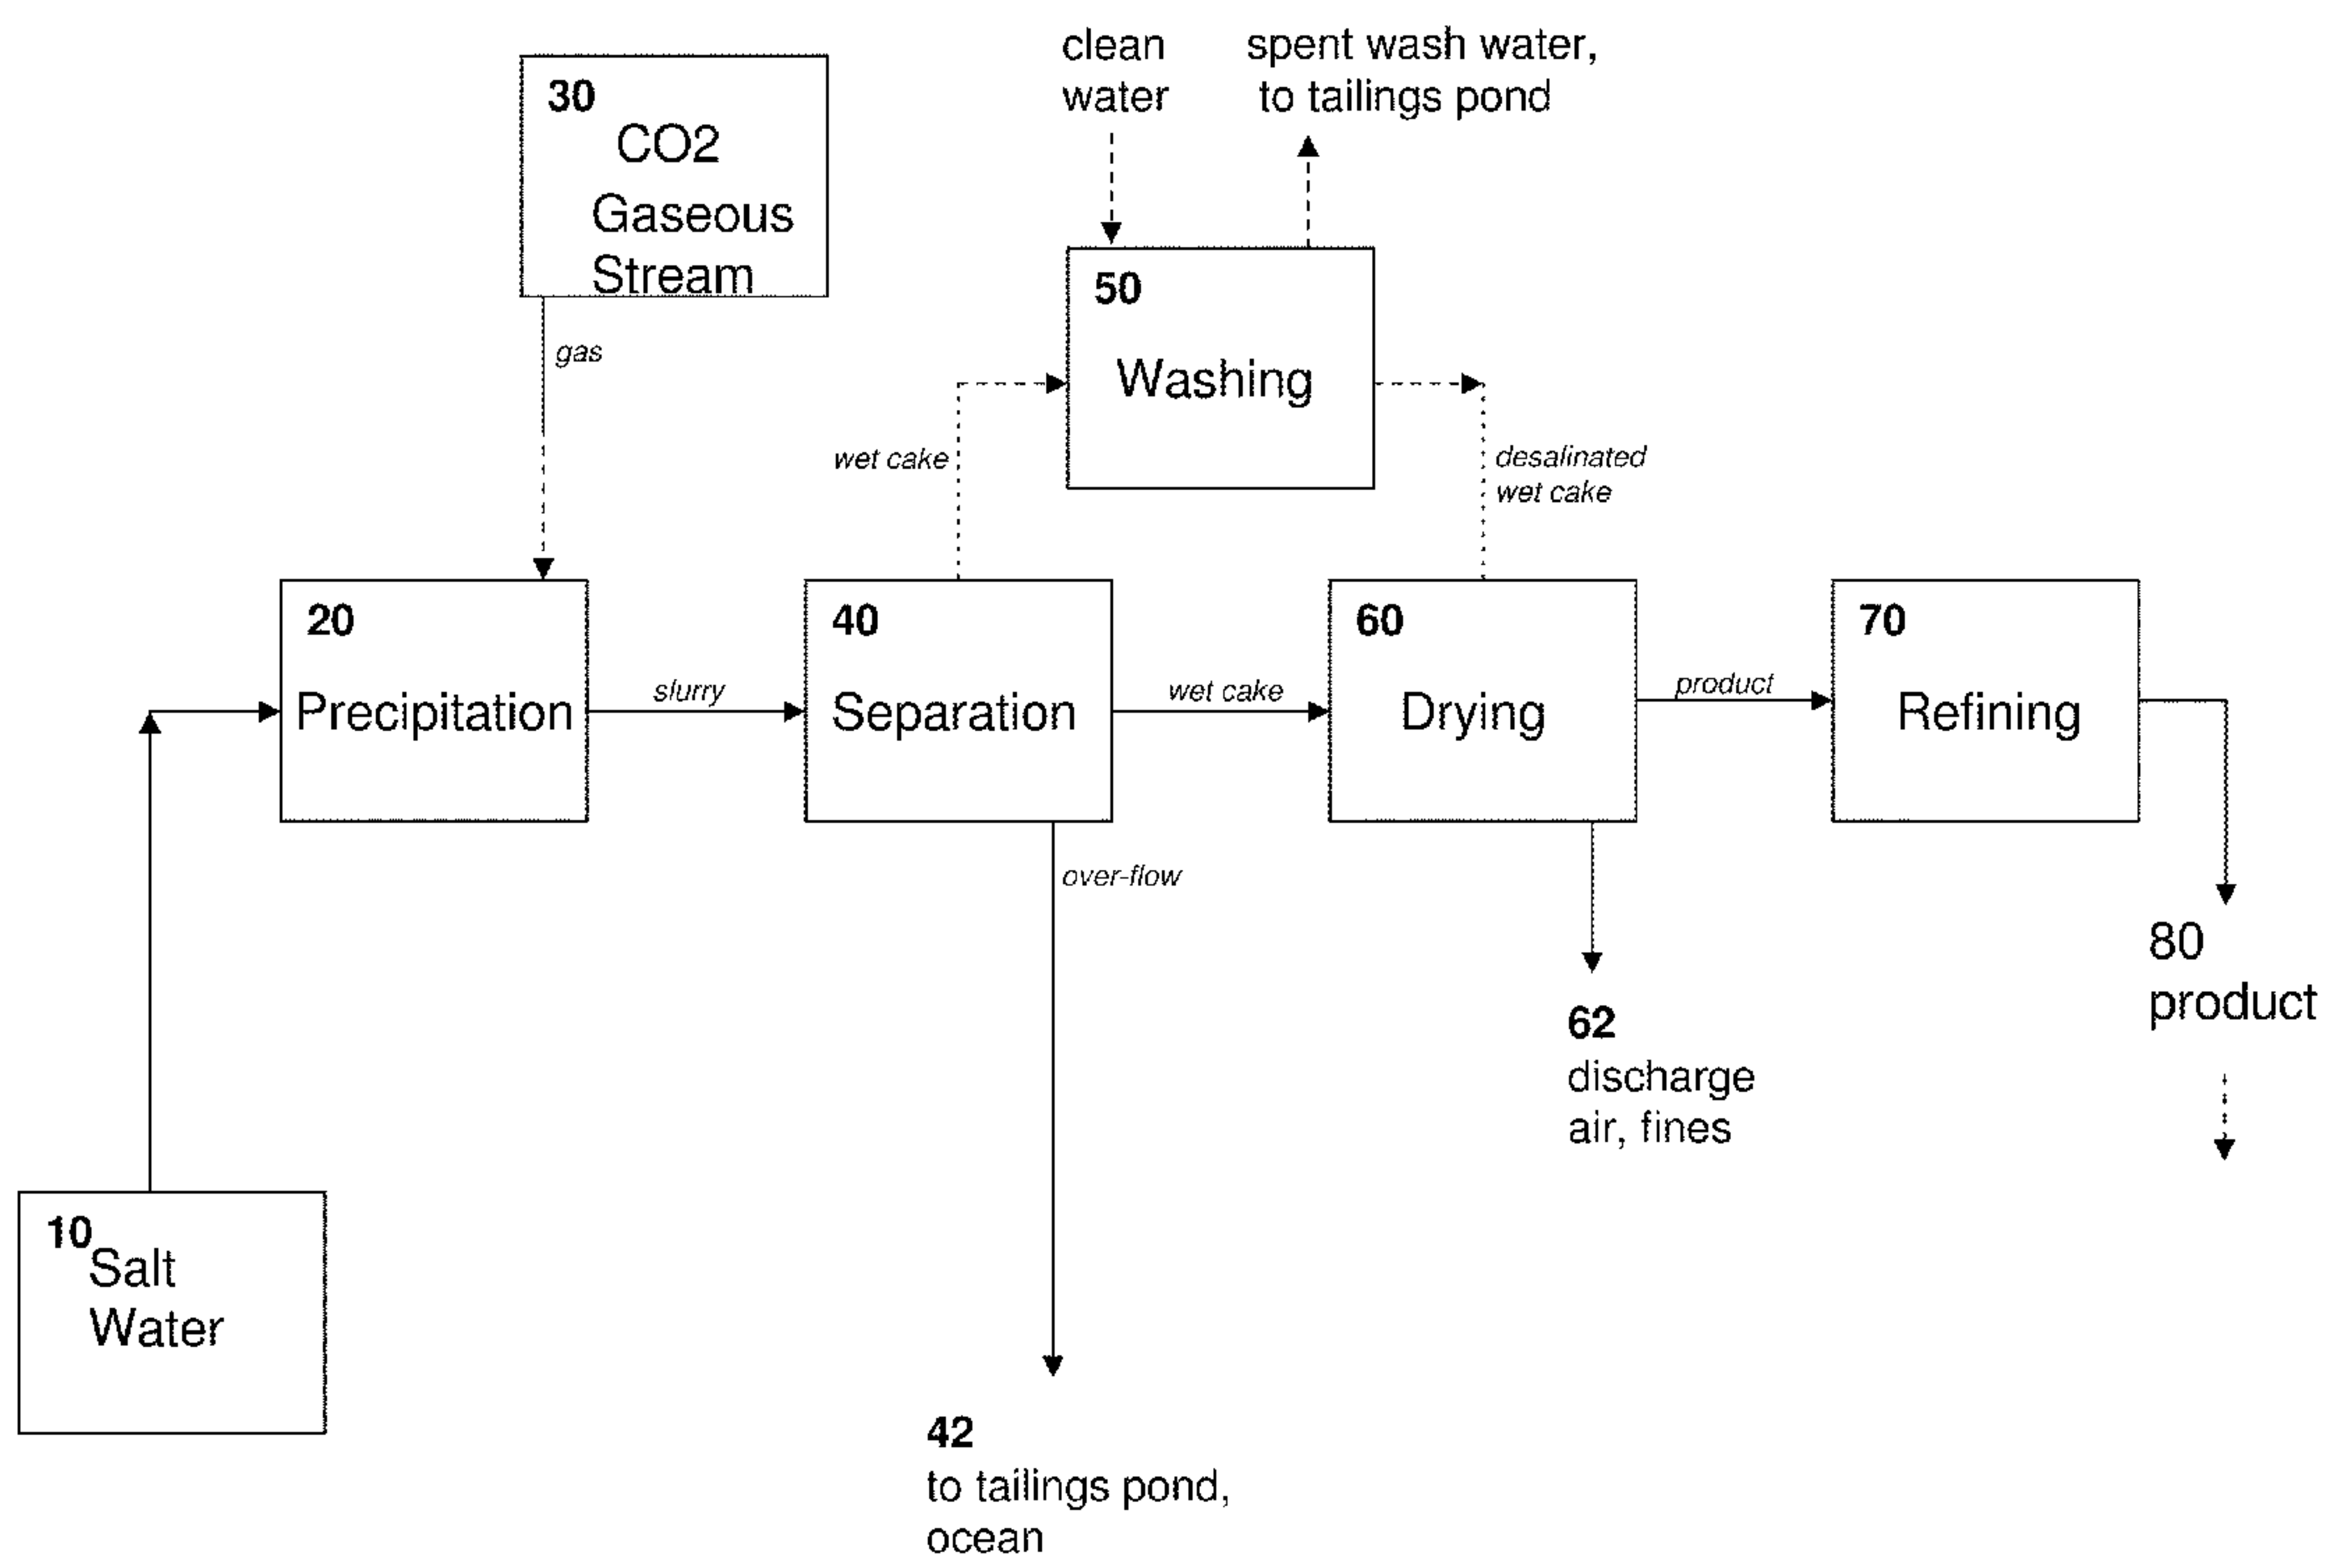 clean
water
spent wash water,
to tailings pond
30
CO2
Gaseous
Stream
gas
50
Washing
wet cake
desalinated
wet cake
20
Precipitation
slurry
40
Separation
wet cake
60
Drying
product
70
Refining
over-flow
80
product
62
discharge
air, fines
10
Salt
Water
42
to tailings pond,
ocean